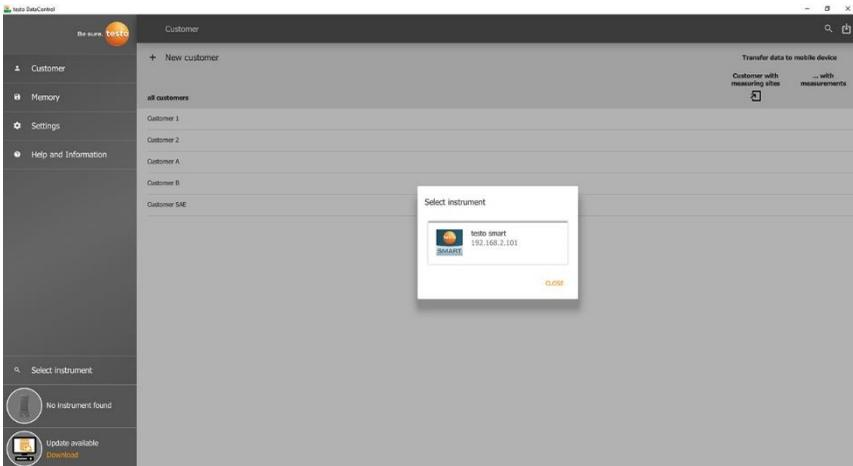 testo DataControl
Be sure. testo
Customer
Customer
Memory
Settings
Help and Information
+ New customer
Transfer data to mobile device
Customer with
measuring sites
... with
measurements
all customers
Customer 1
Customer 2
Customer A
Customer B
Customer SAE
Select instrument
testo smart
192.168.2.101
SMART
CLOSE
Select instrument
No instrument found
Update available
Download